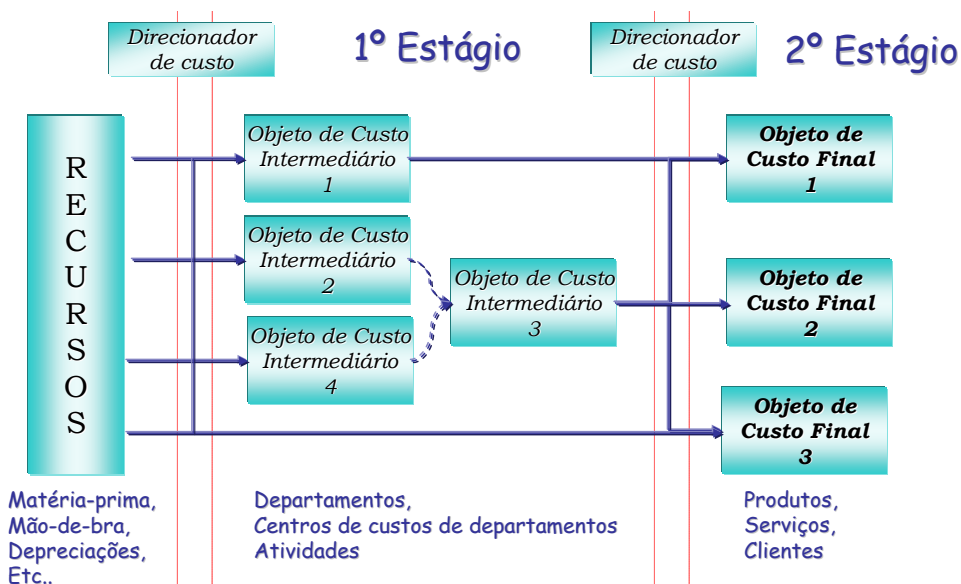 Direcionador
de custo
1º Estágio
Direcionador
de custo
2º Estágio
R
E
C
U
R
S
O
S
Objeto de Custo
Intermediário
1
Objeto de Custo
Intermediário
2
Objeto de Custo
Intermediário
4
Objeto de Custo
Intermediário
3
Objeto de
Custo Final
1
Objeto de
Custo Final
2
Objeto de
Custo Final
3
Matéria-prima,
Mão-de-bra,
Depreciações,
Etc..
Departamentos,
Centros de custos de departamentos
Atividades
Produtos,
Serviços,
Clientes